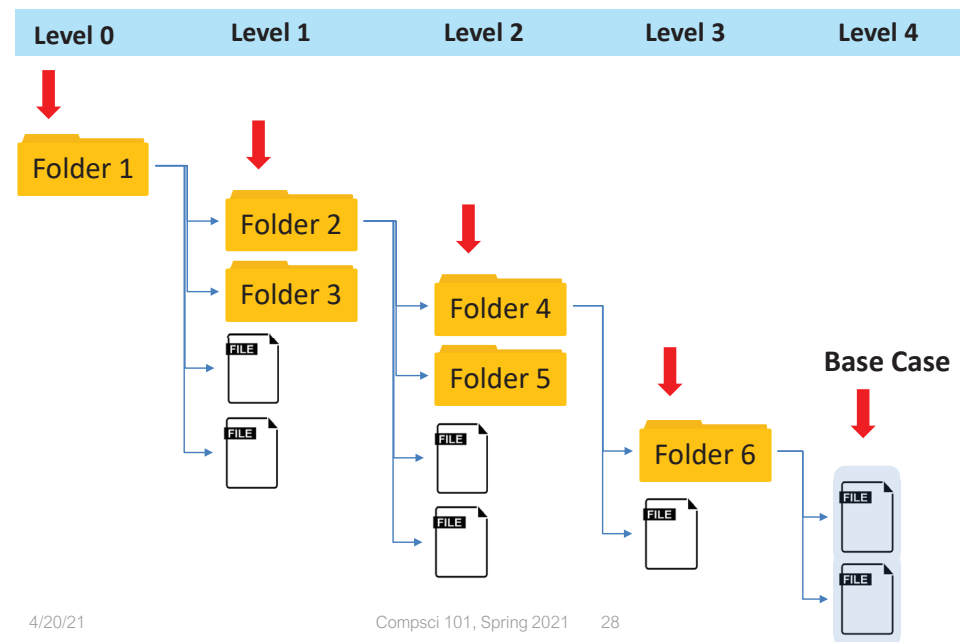 Level 0 Level 1 Level 2 Level 3 Level 4
Folder 1
Folder 2
Folder 3
FILE
FILE
Folder 4
Folder 5
FILE
FILE
Folder 6
FILE
Base Case
FILE
FILE
4/20/21 Compsci 101, Spring 2021 28